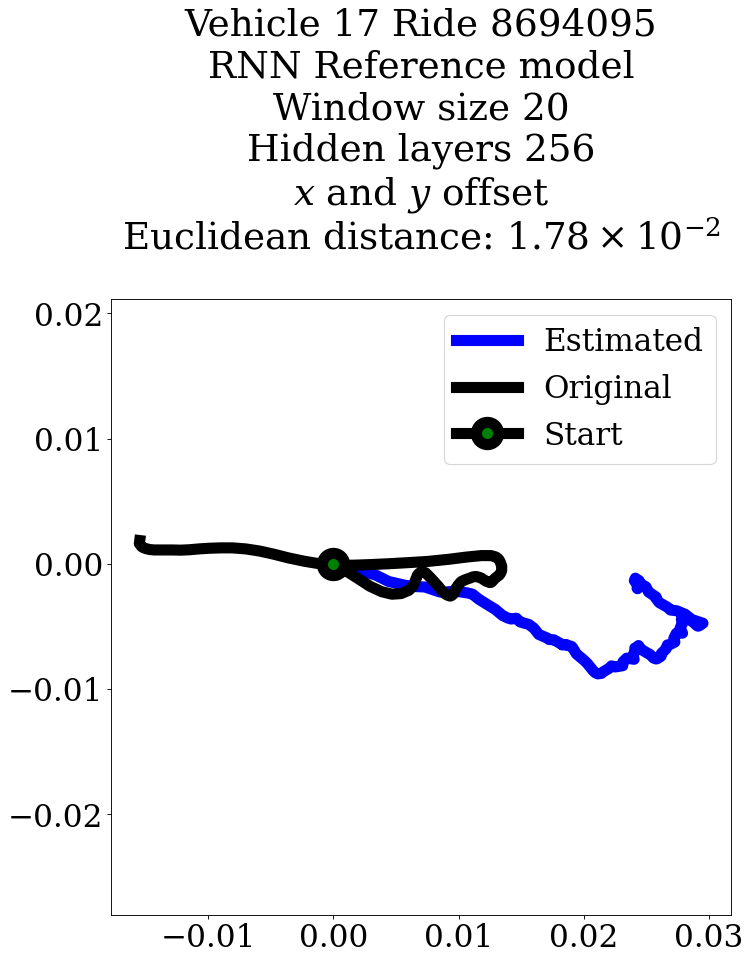 Vehicle 17 Ride 8694095
RNN Reference model
Window size 20
Hidden layers 256
x and y offset
Euclidean distance: 1.78 × 10⁻²
Estimated
Original
Start
0.02
0.01
0.00
−0.01
−0.02
−0.01 0.00 0.01 0.02 0.03